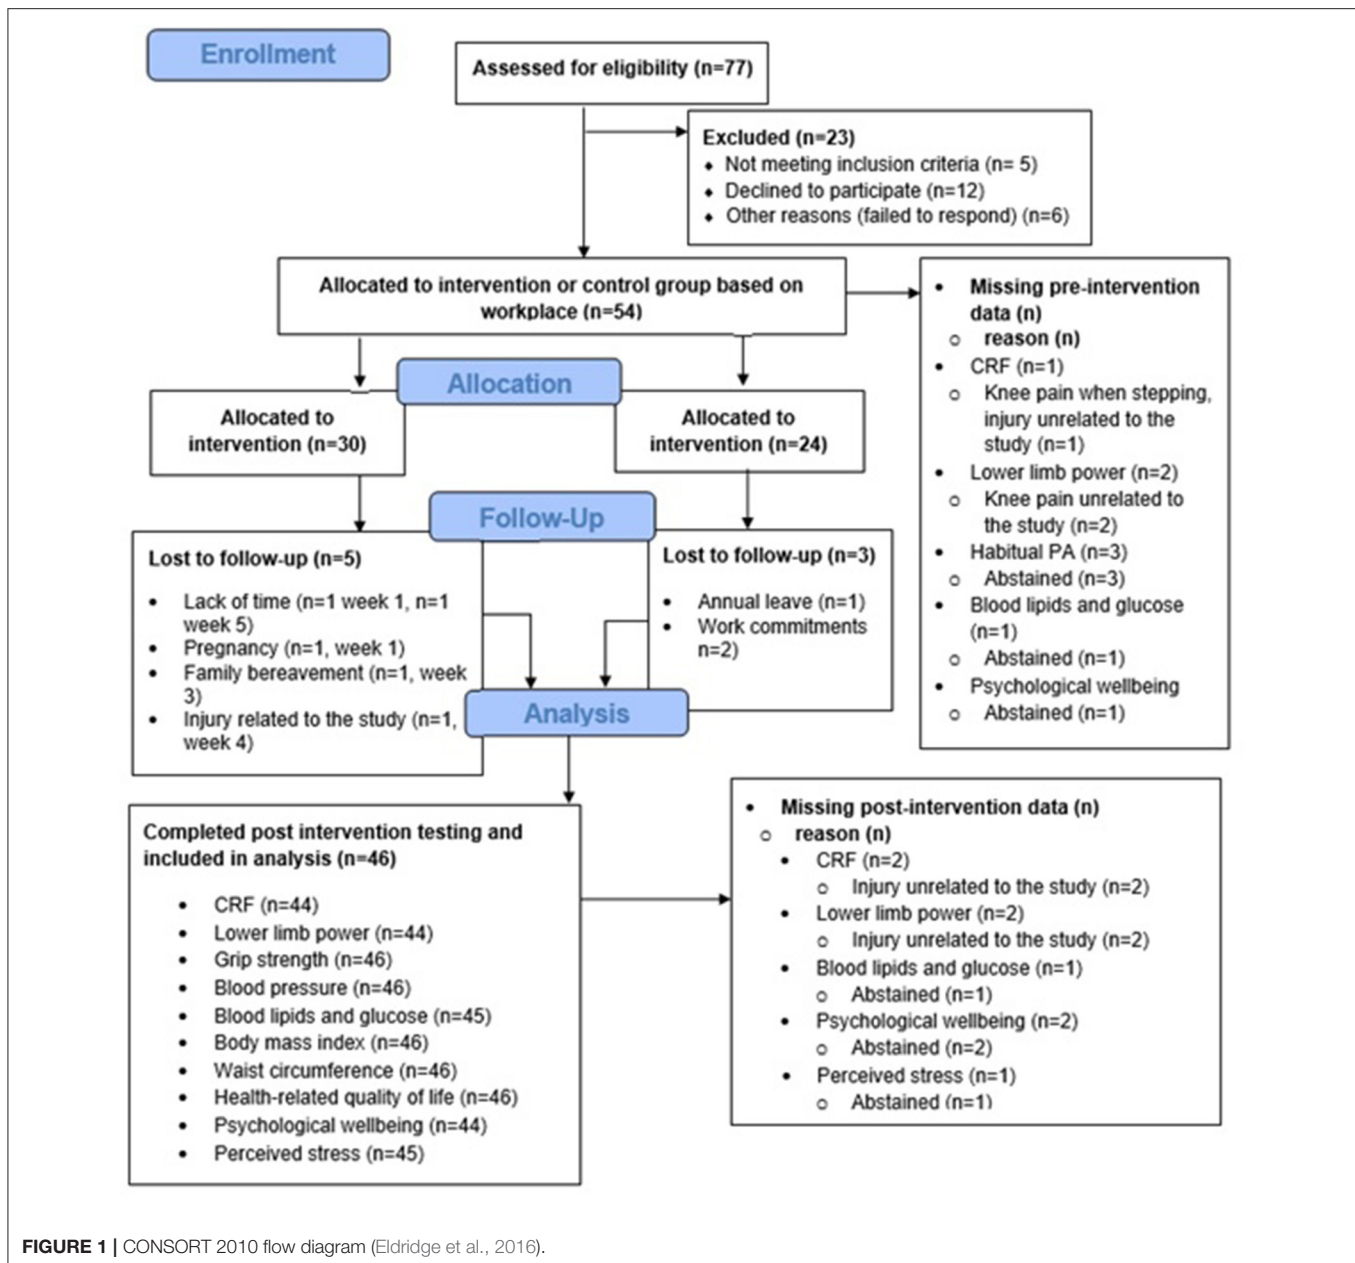 Enrollment
Assessed for eligibility (n=77)
Excluded (n=23)
⬥ Not meeting inclusion criteria (n= 5)
⬥ Declined to participate (n=12)
⬥ Other reasons (failed to respond) (n=6)
Allocated to intervention or control group based on
workplace (n=54)
• Missing pre-intervention
data (n)
o reason (n)
• CRF (n=1)
o Knee pain when stepping,
injury unrelated to the
study (n=1)
• Lower limb power (n=2)
o Knee pain unrelated to
the study (n=2)
• Habitual PA (n=3)
o Abstained (n=3)
• Blood lipids and glucose
(n=1)
o Abstained (n=1)
• Psychological wellbeing
o Abstained (n=1)
Allocation
Allocated to
intervention (n=30)
Allocated to
intervention (n=24)
Follow-Up
Lost to follow-up (n=5)
• Lack of time (n=1 week 1, n=1
week 5)
• Pregnancy (n=1, week 1)
• Family bereavement (n=1, week
3)
• Injury related to the study (n=1,
week 4)
Lost to follow-up (n=3)
• Annual leave (n=1)
• Work commitments
n=2)
Analysis
Completed post intervention testing and
included in analysis (n=46)
• CRF (n=44)
• Lower limb power (n=44)
• Grip strength (n=46)
• Blood pressure (n=46)
• Blood lipids and glucose (n=45)
• Body mass index (n=46)
• Waist circumference (n=46)
• Health-related quality of life (n=46)
• Psychological wellbeing (n=44)
• Perceived stress (n=45)
• Missing post-intervention data (n)
o reason (n)
• CRF (n=2)
o Injury unrelated to the study (n=2)
• Lower limb power (n=2)
o Injury unrelated to the study (n=2)
• Blood lipids and glucose (n=1)
o Abstained (n=1)
• Psychological wellbeing (n=2)
o Abstained (n=2)
• Perceived stress (n=1)
o Abstained (n=1)
FIGURE 1 | CONSORT 2010 flow diagram (Eldridge et al., 2016).